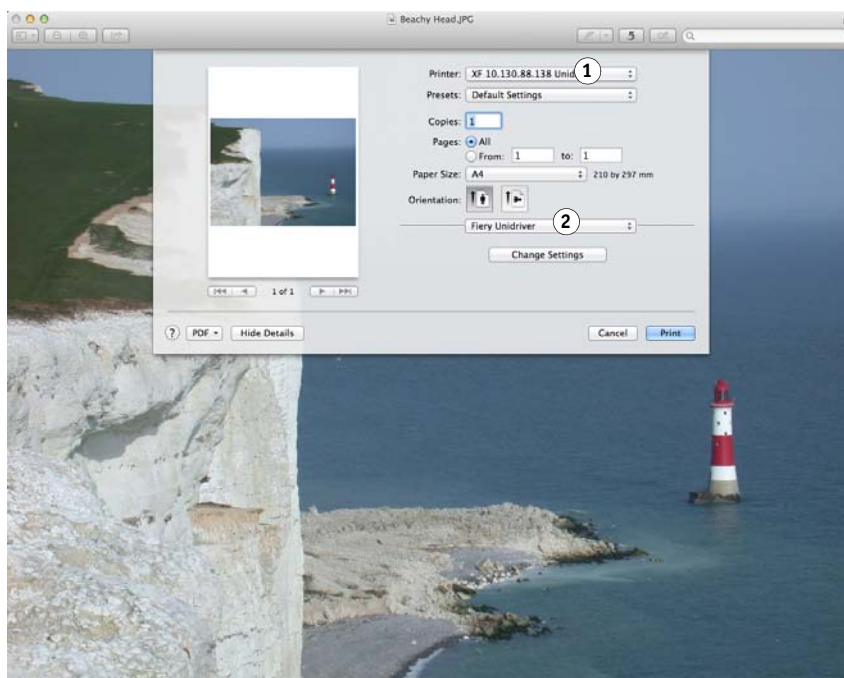 Beachy Head.JPG
5
Printer: XF 10.130.88.138 Unid 1
Presets: Default Settings
Copies: 1
Pages: All
From: 1 to: 1
Paper Size: A4 210 by 297 mm
Orientation:
Fiery Unidriver 2
Change Settings
1 of 1
? PDF Hide Details Cancel Print